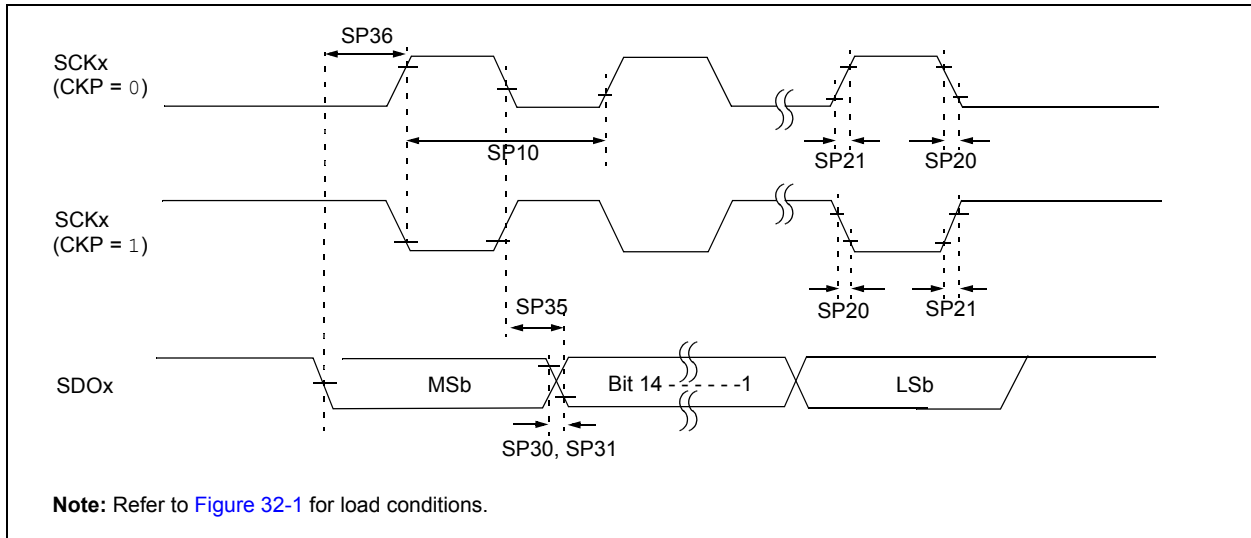 SP36
SCKx
(CKP = 0)
SP10
SP21
SP20
SCKx
(CKP = 1)
SP35
SP20
SP21
SDOx
MSb
Bit 14 - - - - - -1
LSb
SP30, SP31
Note: Refer to Figure 32-1 for load conditions.